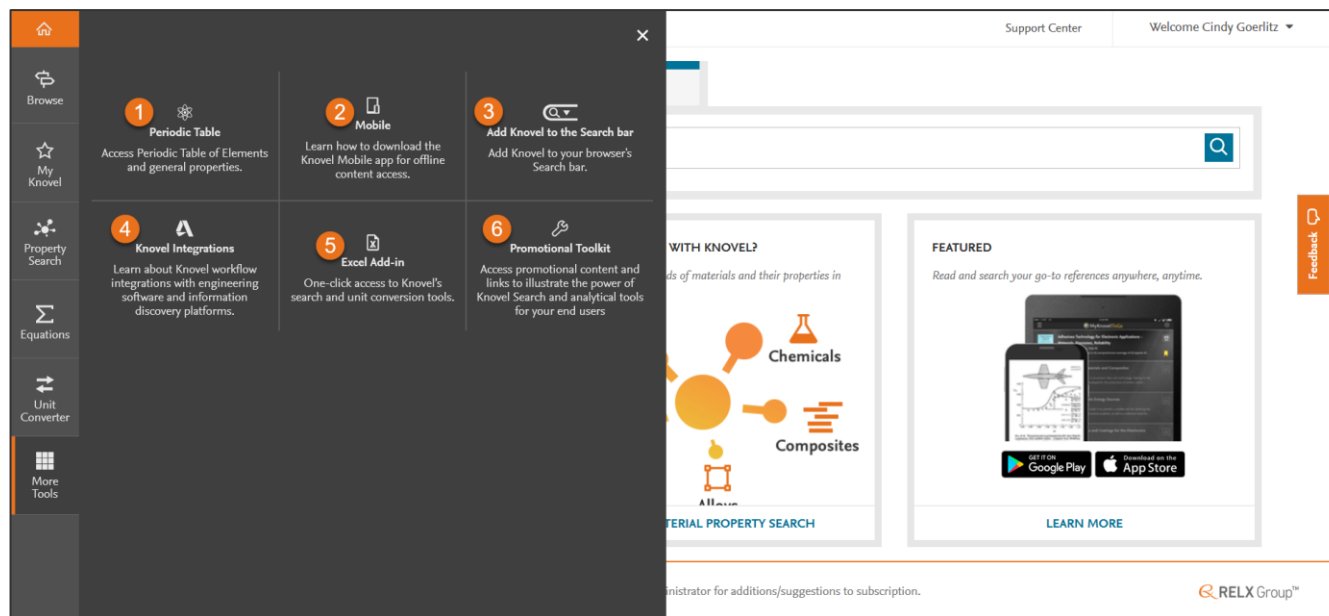 Support Center
Welcome Cindy Goerlitz
Browse
My
Knovel
Property
Search
Equations
Unit
Converter
More
Tools
1
Periodic Table
Access Periodic Table of Elements
and general properties.
2
Mobile
Learn how to download the
Knovel Mobile app for offline
content access.
3
Add Knovel to the Search bar
Add Knovel to your browser's
Search bar.
4
Knovel Integrations
Learn about Knovel workflow
integrations with engineering
software and information
discovery platforms.
5
Excel Add-in
One-click access to Knovel's
search and unit conversion tools.
6
Promotional Toolkit
Access promotional content and
links to illustrate the power of
Knovel Search and analytical tools
for your end users
WITH KNOVEL?
ds of materials and their properties in
Chemicals
Composites
Alloys
TERIAL PROPERTY SEARCH
FEATURED
Read and search your go-to references anywhere, anytime.
GET IT ON
Google Play
Download on the
App Store
LEARN MORE
Feedback
inistrator for additions/suggestions to subscription.
RELX Group™